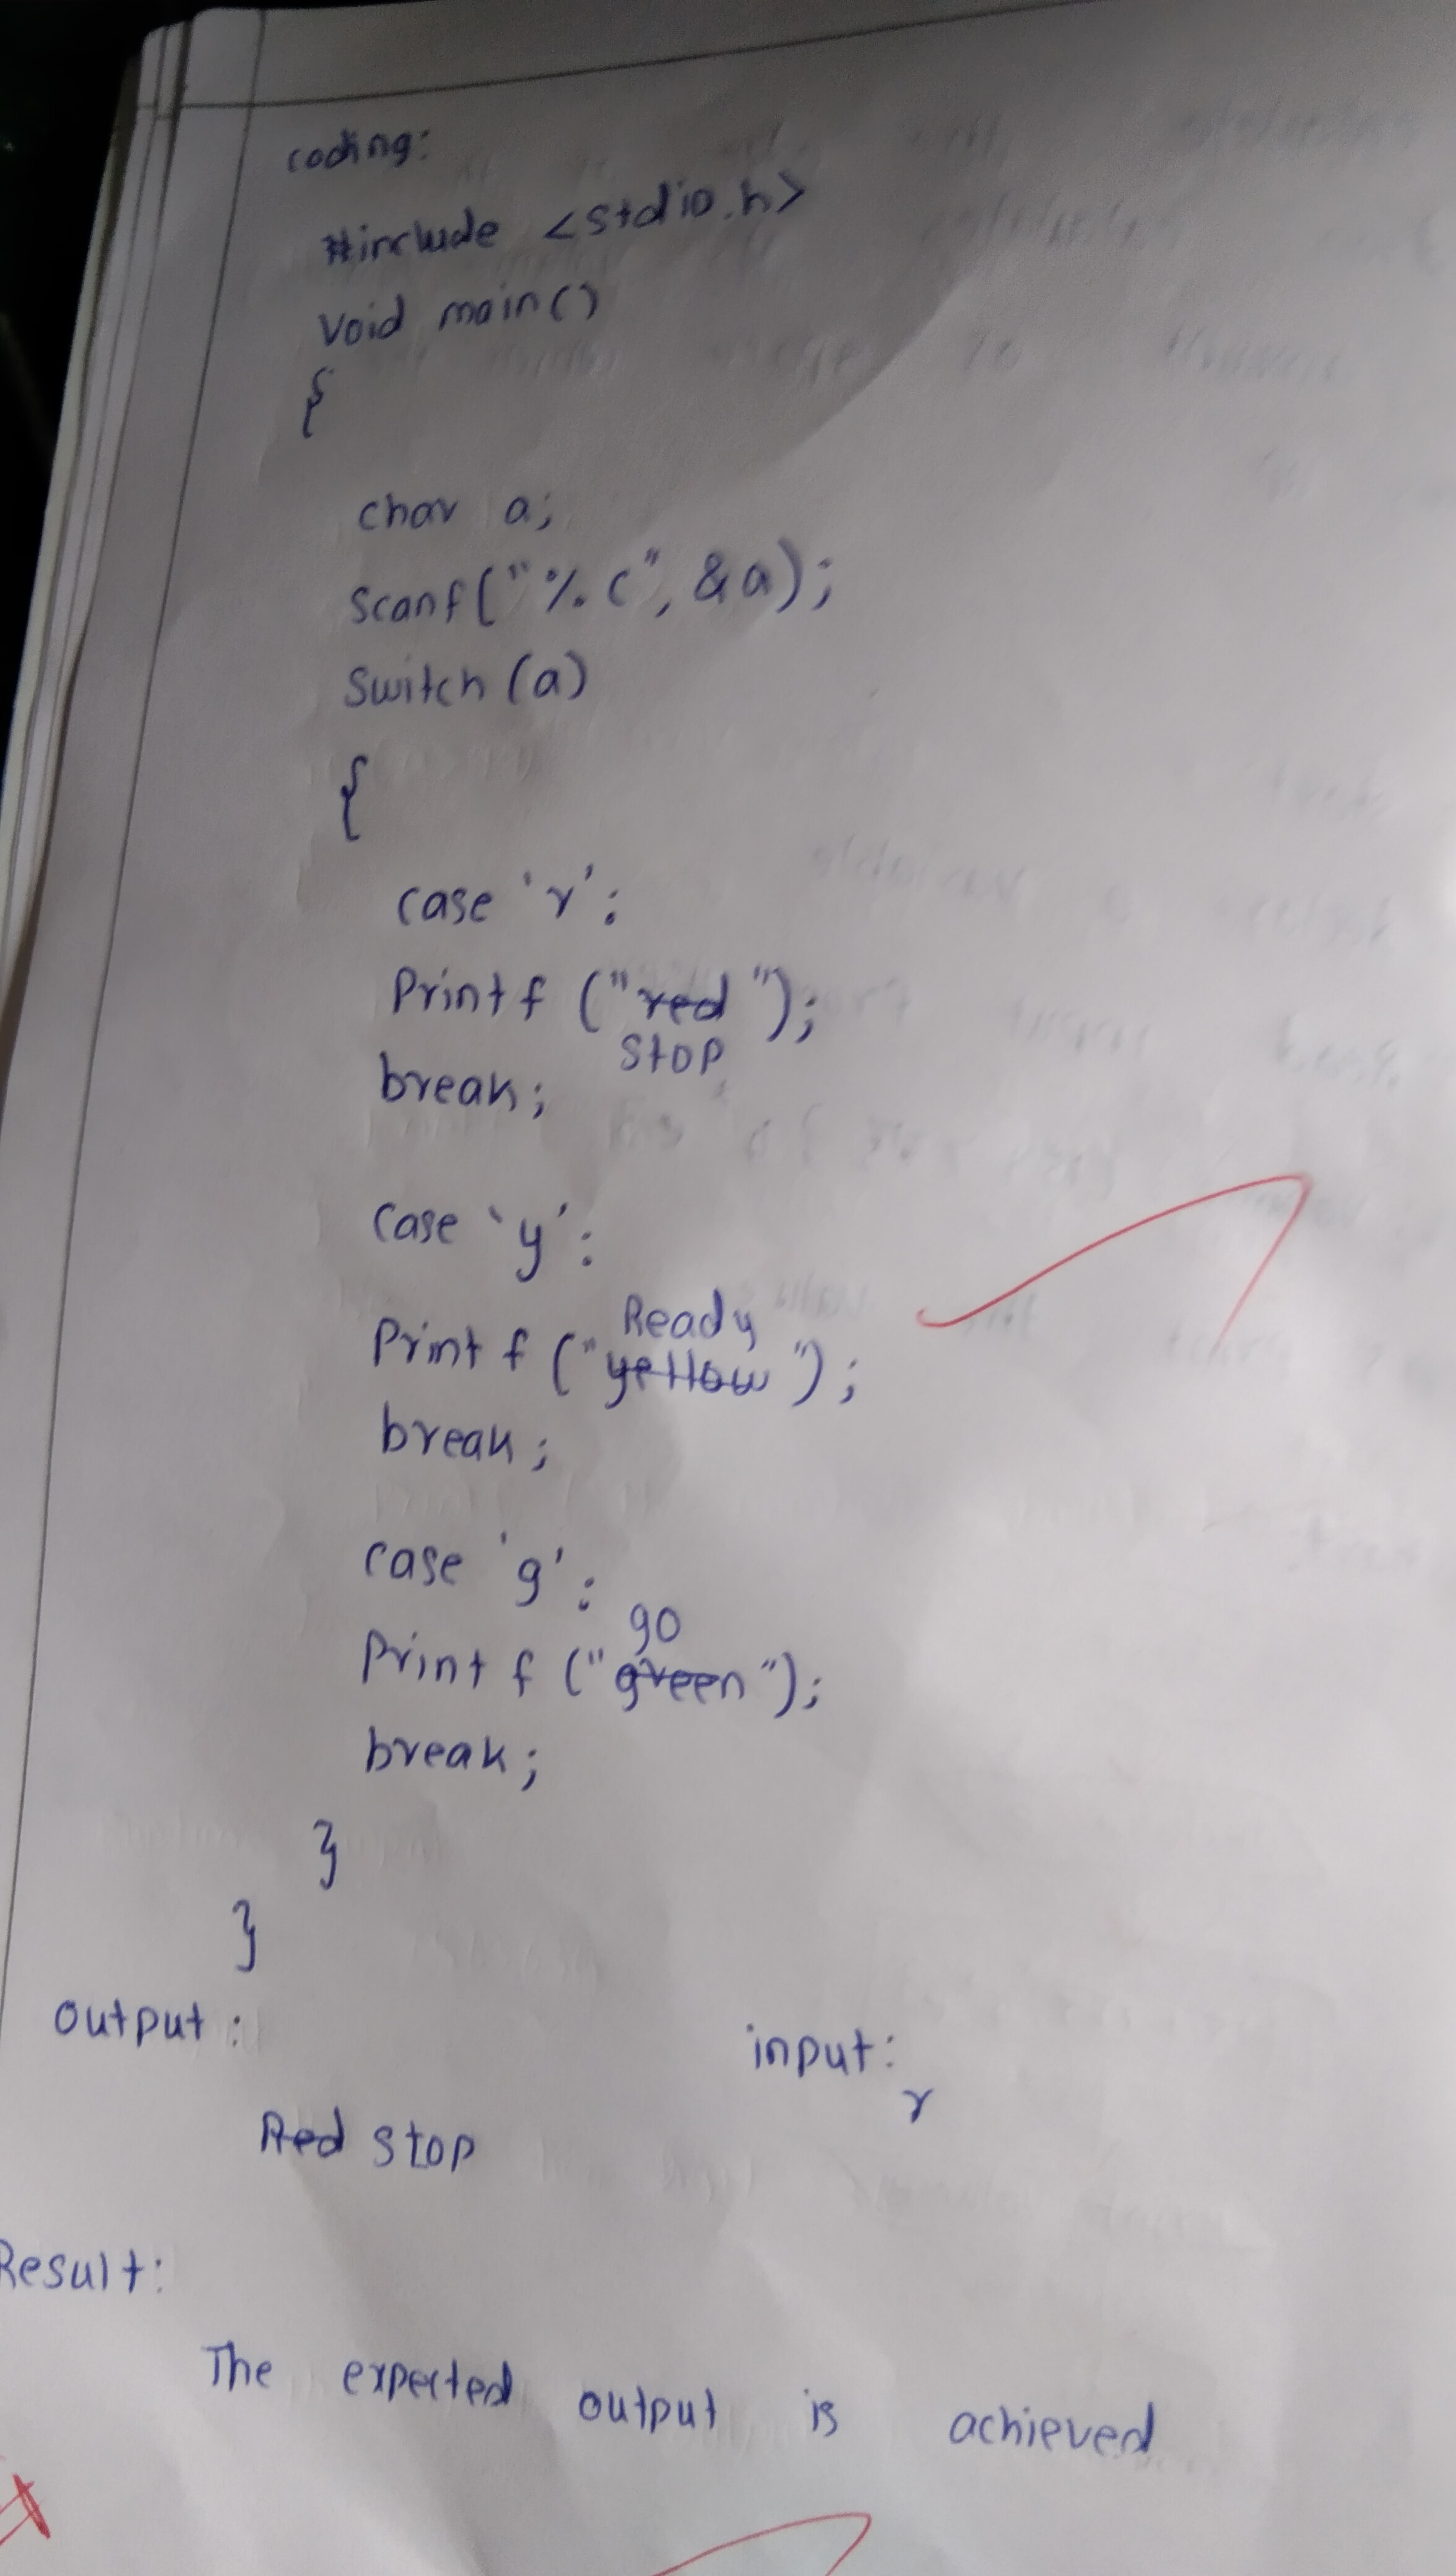 coding:
#include <stdio.h>
void main()
{
char a;
scanf("%c", &a);
switch (a)
{
case 'r':
Printf ("red");
stop
break;
case 'y':
Ready
Printf ("yellow");
break;
case 'g':
go
Printf ("green");
break;
}
}
output:
input:
r
Red stop
Result:
The expected output is achieved